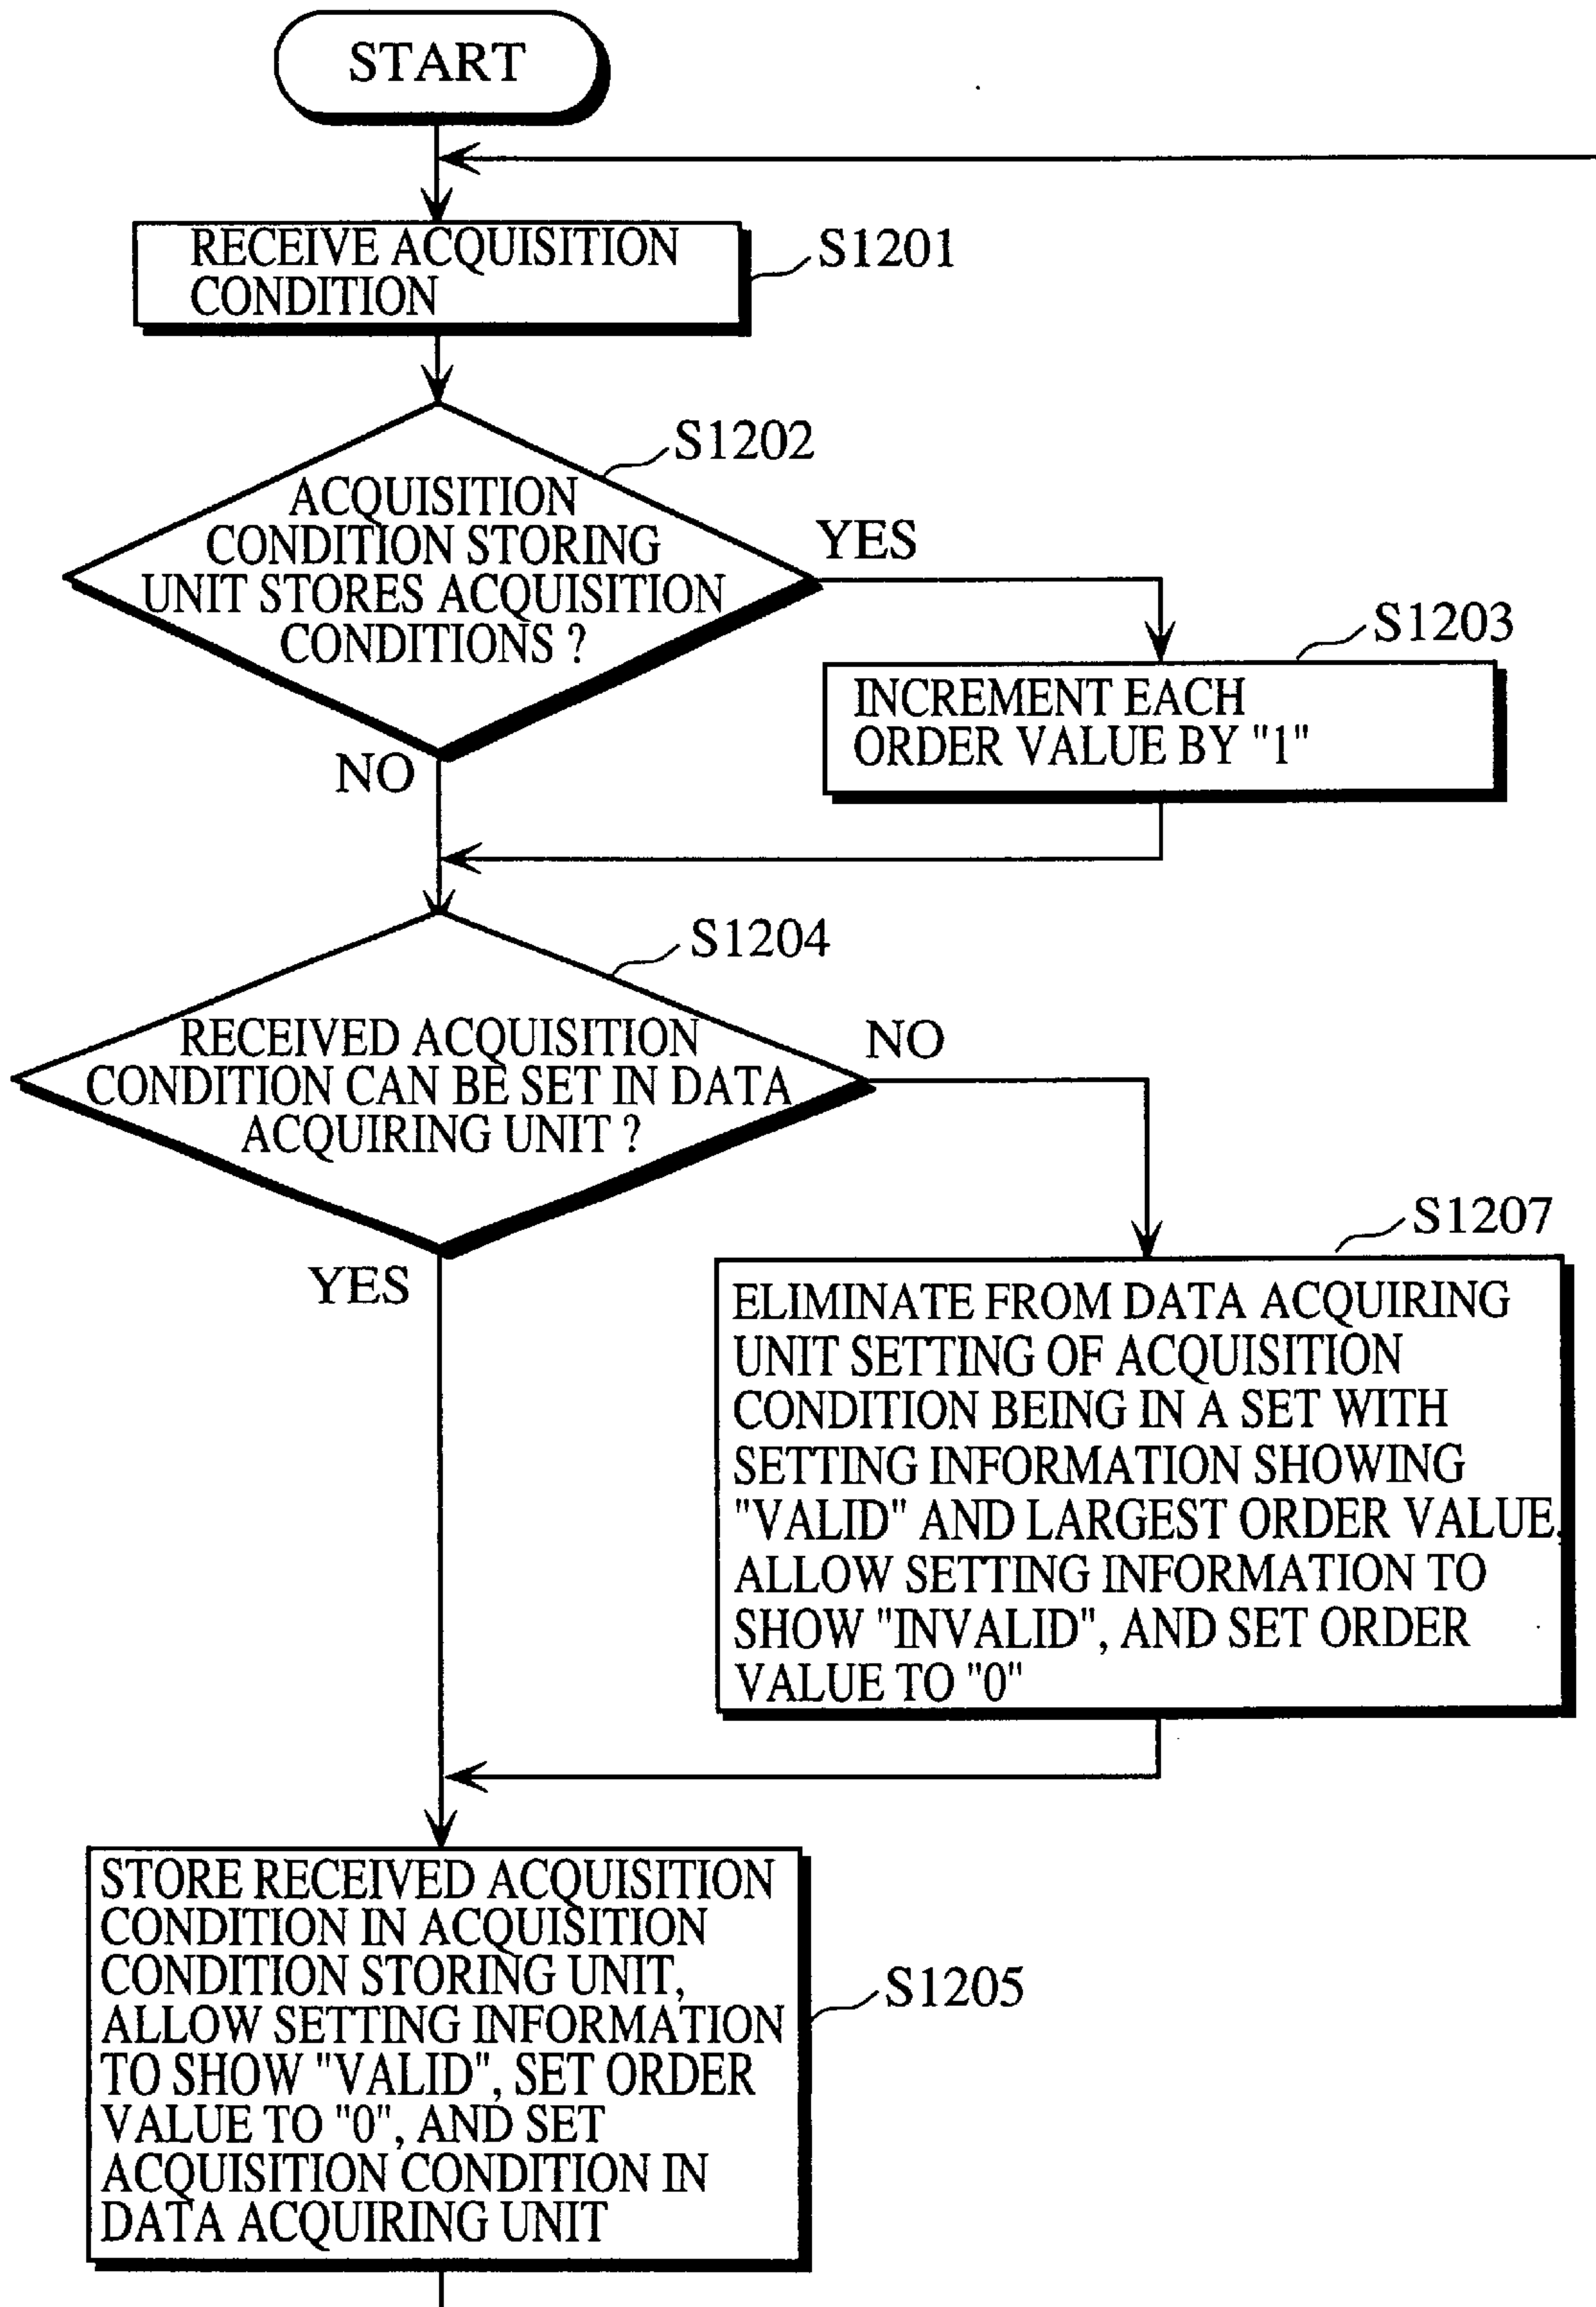 START
RECEIVE ACQUISITION
CONDITION
S1201
S1202
ACQUISITION
CONDITION STORING
UNIT STORES ACQUISITION
CONDITIONS ?
YES
NO
S1203
INCREMENT EACH
ORDER VALUE BY "1"
S1204
RECEIVED ACQUISITION
CONDITION CAN BE SET IN DATA
ACQUIRING UNIT ?
NO
YES
S1207
ELIMINATE FROM DATA ACQUIRING
UNIT SETTING OF ACQUISITION
CONDITION BEING IN A SET WITH
SETTING INFORMATION SHOWING
"VALID" AND LARGEST ORDER VALUE.
ALLOW SETTING INFORMATION TO
SHOW "INVALID", AND SET ORDER
VALUE TO "0"
STORE RECEIVED ACQUISITION
CONDITION IN ACQUISITION
CONDITION STORING UNIT,
ALLOW SETTING INFORMATION
TO SHOW "VALID", SET ORDER
VALUE TO "0", AND SET
ACQUISITION CONDITION IN
DATA ACQUIRING UNIT
S1205